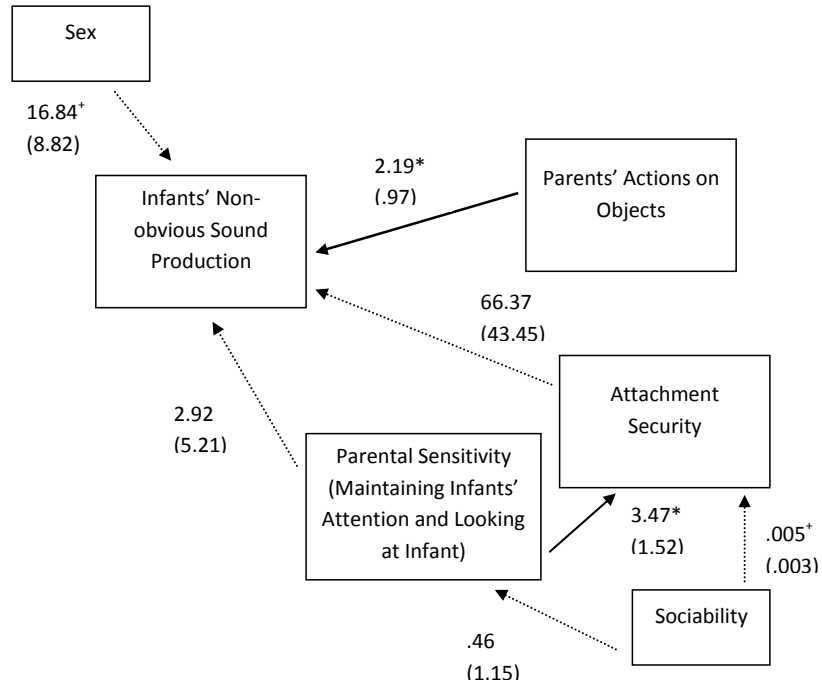 Sex
16.84⁺
(8.82)
Infants’ Non-
obvious Sound
Production
2.19*
(.97)
Parents’ Actions on
Objects
66.37
(43.45)
Attachment
Security
2.92
(5.21)
Parental Sensitivity
(Maintaining Infants’
Attention and Looking
at Infant)
3.47*
(1.52)
.005⁺
(.003)
Sociability
.46
(1.15)